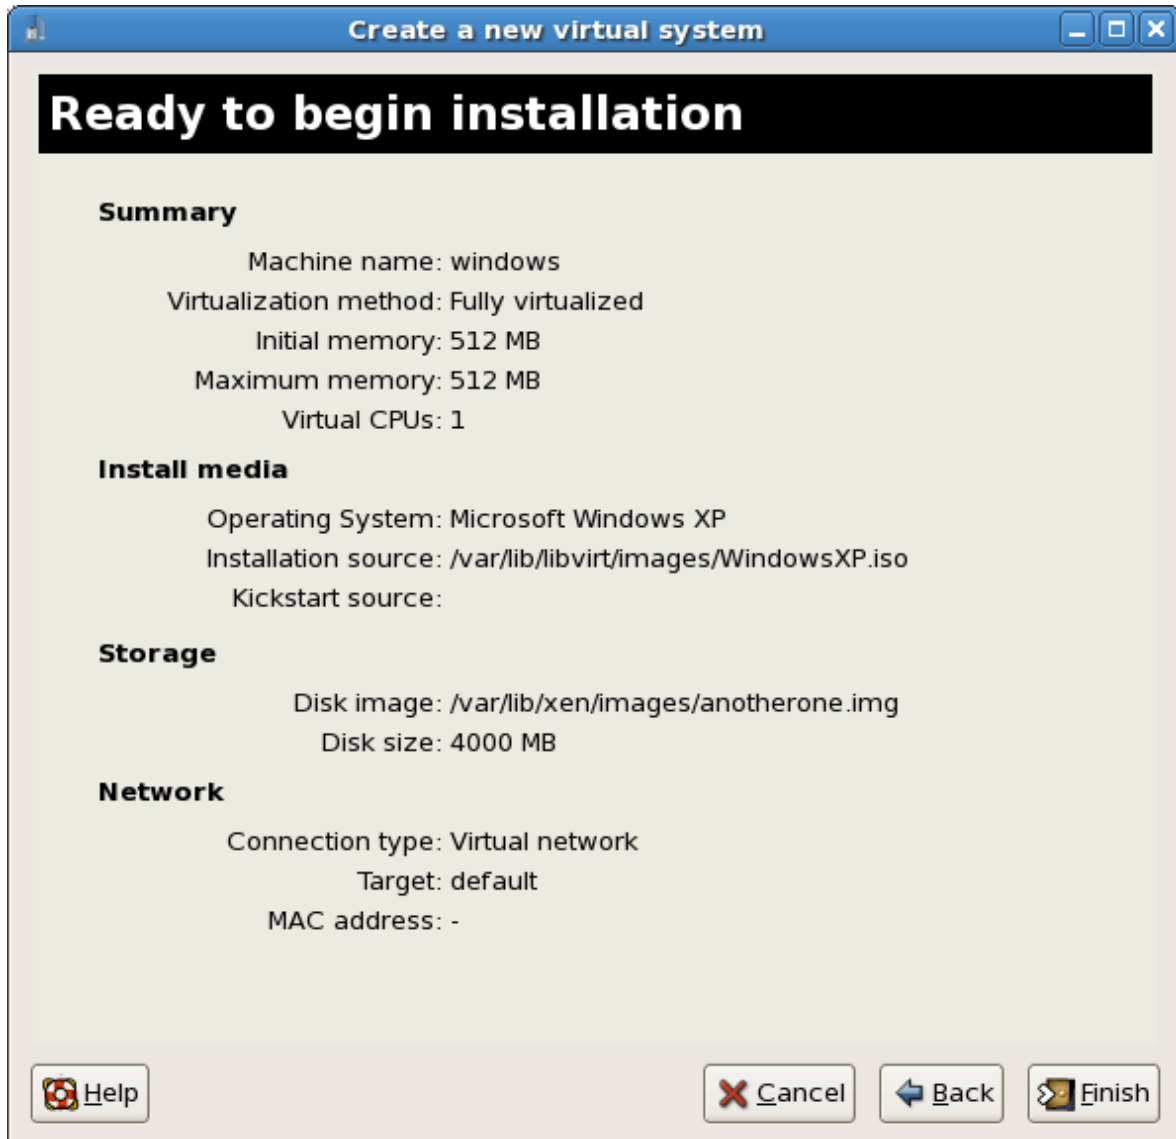 Create a new virtual system
Ready to begin installation
Summary
Machine name: windows
Virtualization method: Fully virtualized
Initial memory: 512 MB
Maximum memory: 512 MB
Virtual CPUs: 1
Install media
Operating System: Microsoft Windows XP
Installation source: /var/lib/libvirt/images/WindowsXP.iso
Kickstart source:
Storage
Disk image: /var/lib/xen/images/anotherone.img
Disk size: 4000 MB
Network
Connection type: Virtual network
Target: default
MAC address: -
Help Cancel Back Finish